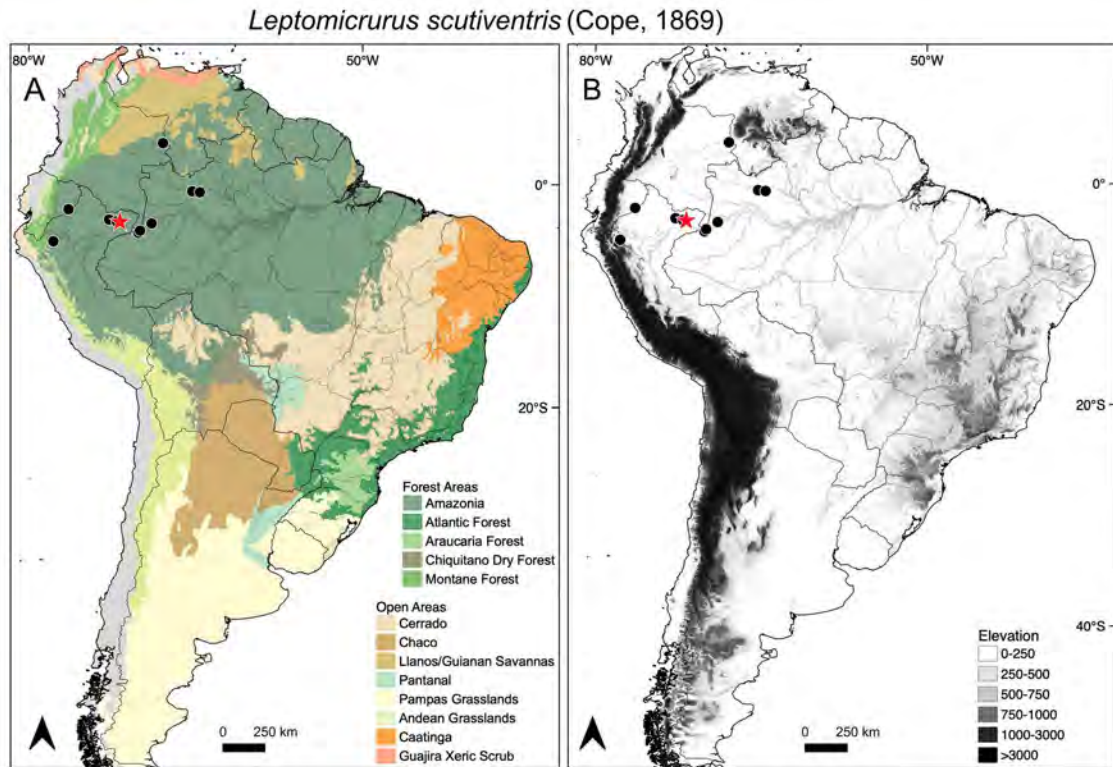 Leptomicrurus scutiventris (Cope, 1869)
80°W
50°W
A
0°
20°S
Forest Areas
Amazonia
Atlantic Forest
Araucaria Forest
Chiquitano Dry Forest
Montane Forest
Open Areas
Cerrado
Chaco
Llanos/Guianan Savannas
Pantanal
Pampas Grasslands
Andean Grasslands
Caatinga
Guajira Xeric Scrub
0 250 km
80°W
50°W
B
0°
20°S
40°S
Elevation
0-250
250-500
500-750
750-1000
1000-3000
>3000
0 250 km